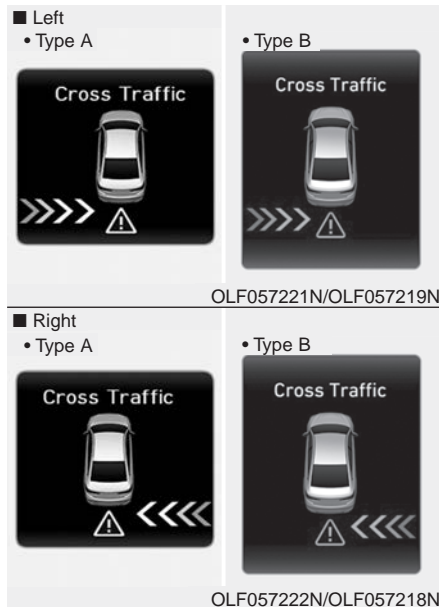 ■ Left
• Type A
• Type B
Cross Traffic
Cross Traffic
OLF057221N/OLF057219N
■ Right
• Type A
• Type B
Cross Traffic
Cross Traffic
OLF057222N/OLF057218N